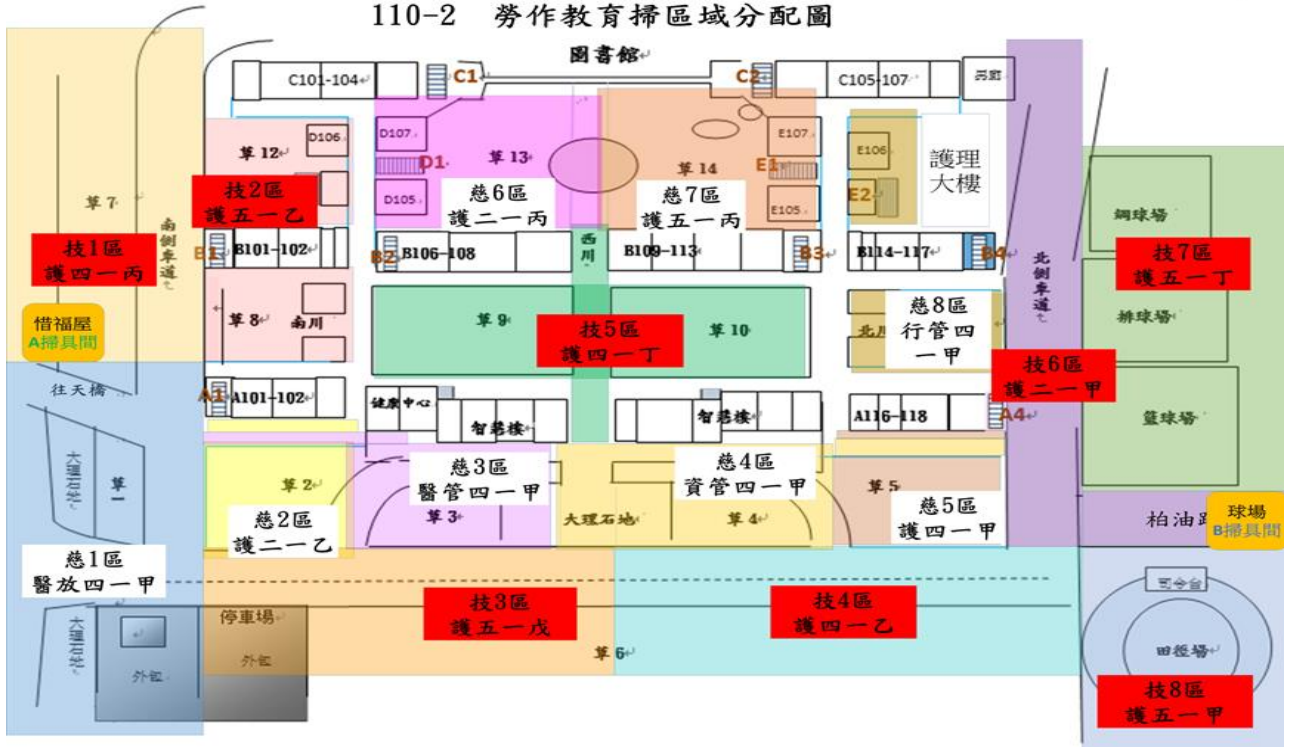 110-2 勞作教育掃區域分配圖
圖書館
C101-104
C1
C2
C105-107
D106
草12
D107
D1
草13
D105
慈6區
護二一丙
草14
E107
E1
E105
慈7區
護五一丙
E106
E2
護理
大樓
草7
南側車道
技2區
護五一乙
技1區
護四一丙
B1
B101-102
B2
B106-108
西川
B109-113
B3
B114-117
B4
北側車道
鋼球場
技7區
護五一丁
排球場
惜福屋
A掃具間
草8
南川
草9
技5區
護四一丁
草10
慈8區
行管四
一甲
技6區
護二一甲
往天橋
A1
A101-102
健康中心
智慧樓
智慧樓
A116-118
A4
籃球場
大理石地
草1
草2
慈2區
護二一乙
慈3區
醫管四一甲
草3
大理石地
慈4區
資管四一甲
草4
草5
慈5區
護四一甲
柏油
球場
B掃具間
慈1區
醫放四一甲
大理石地
外包
停車場
外包
技3區
護五一戊
草6
技4區
護四一乙
司令台
田徑場
技8區
護五一甲